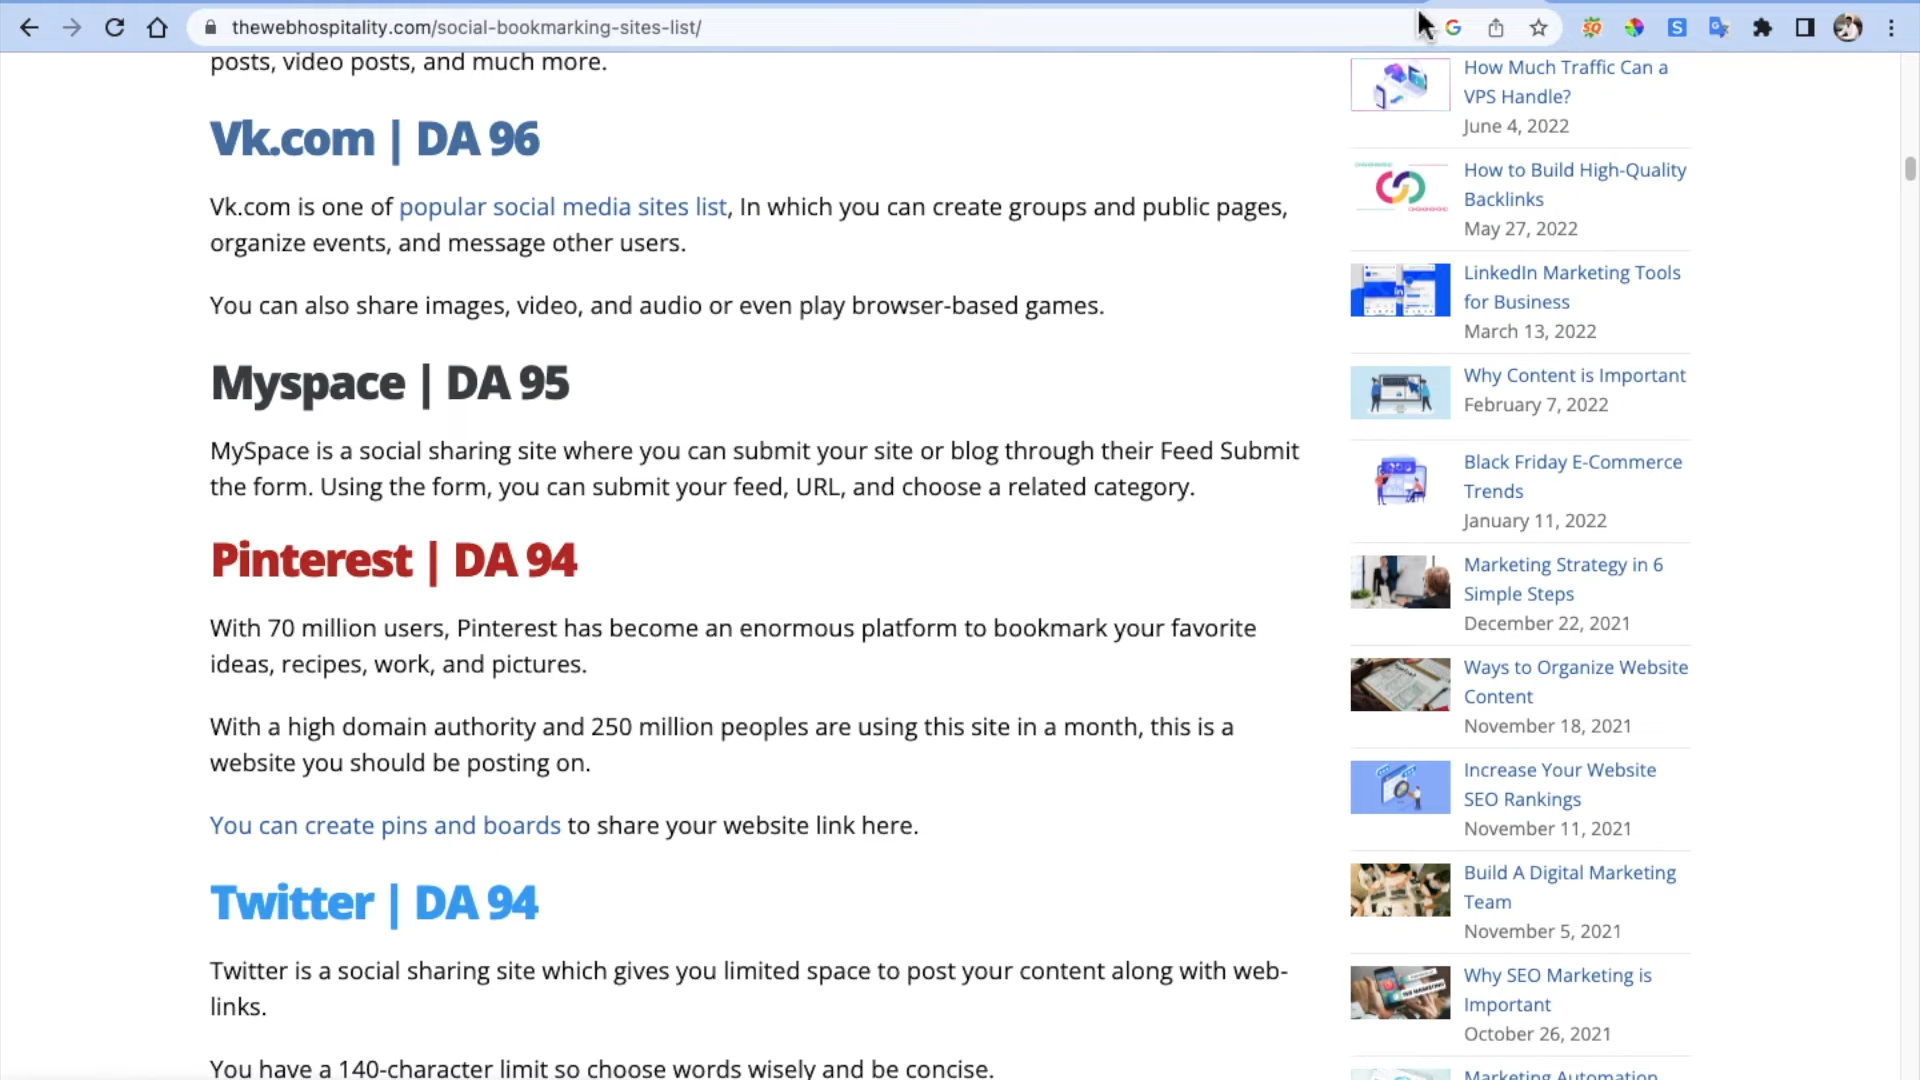 thewebhospitality.com/social-bookmarking-sites-list/
posts, video posts, and much more.
Vk.com | DA 96
Vk.com is one of popular social media sites list, In which you can create groups and public pages,
organize events, and message other users.
You can also share images, video, and audio or even play browser-based games.
Myspace | DA 95
MySpace is a social sharing site where you can submit your site or blog through their Feed Submit
the form. Using the form, you can submit your feed, URL, and choose a related category.
Pinterest | DA 94
With 70 million users, Pinterest has become an enormous platform to bookmark your favorite
ideas, recipes, work, and pictures.
With a high domain authority and 250 million peoples are using this site in a month, this is a
website you should be posting on.
You can create pins and boards to share your website link here.
Twitter | DA 94
Twitter is a social sharing site which gives you limited space to post your content along with web-
links.
You have a 140-character limit so choose words wisely and be concise.
How Much Traffic Can a
VPS Handle?
June 4, 2022
How to Build High-Quality
Backlinks
May 27, 2022
LinkedIn Marketing Tools
for Business
March 13, 2022
Why Content is Important
February 7, 2022
Black Friday E-Commerce
Trends
January 11, 2022
Marketing Strategy in 6
Simple Steps
December 22, 2021
Ways to Organize Website
Content
November 18, 2021
Increase Your Website
SEO Rankings
November 11, 2021
Build A Digital Marketing
Team
November 5, 2021
Why SEO Marketing is
Important
October 26, 2021
Marketing Automation